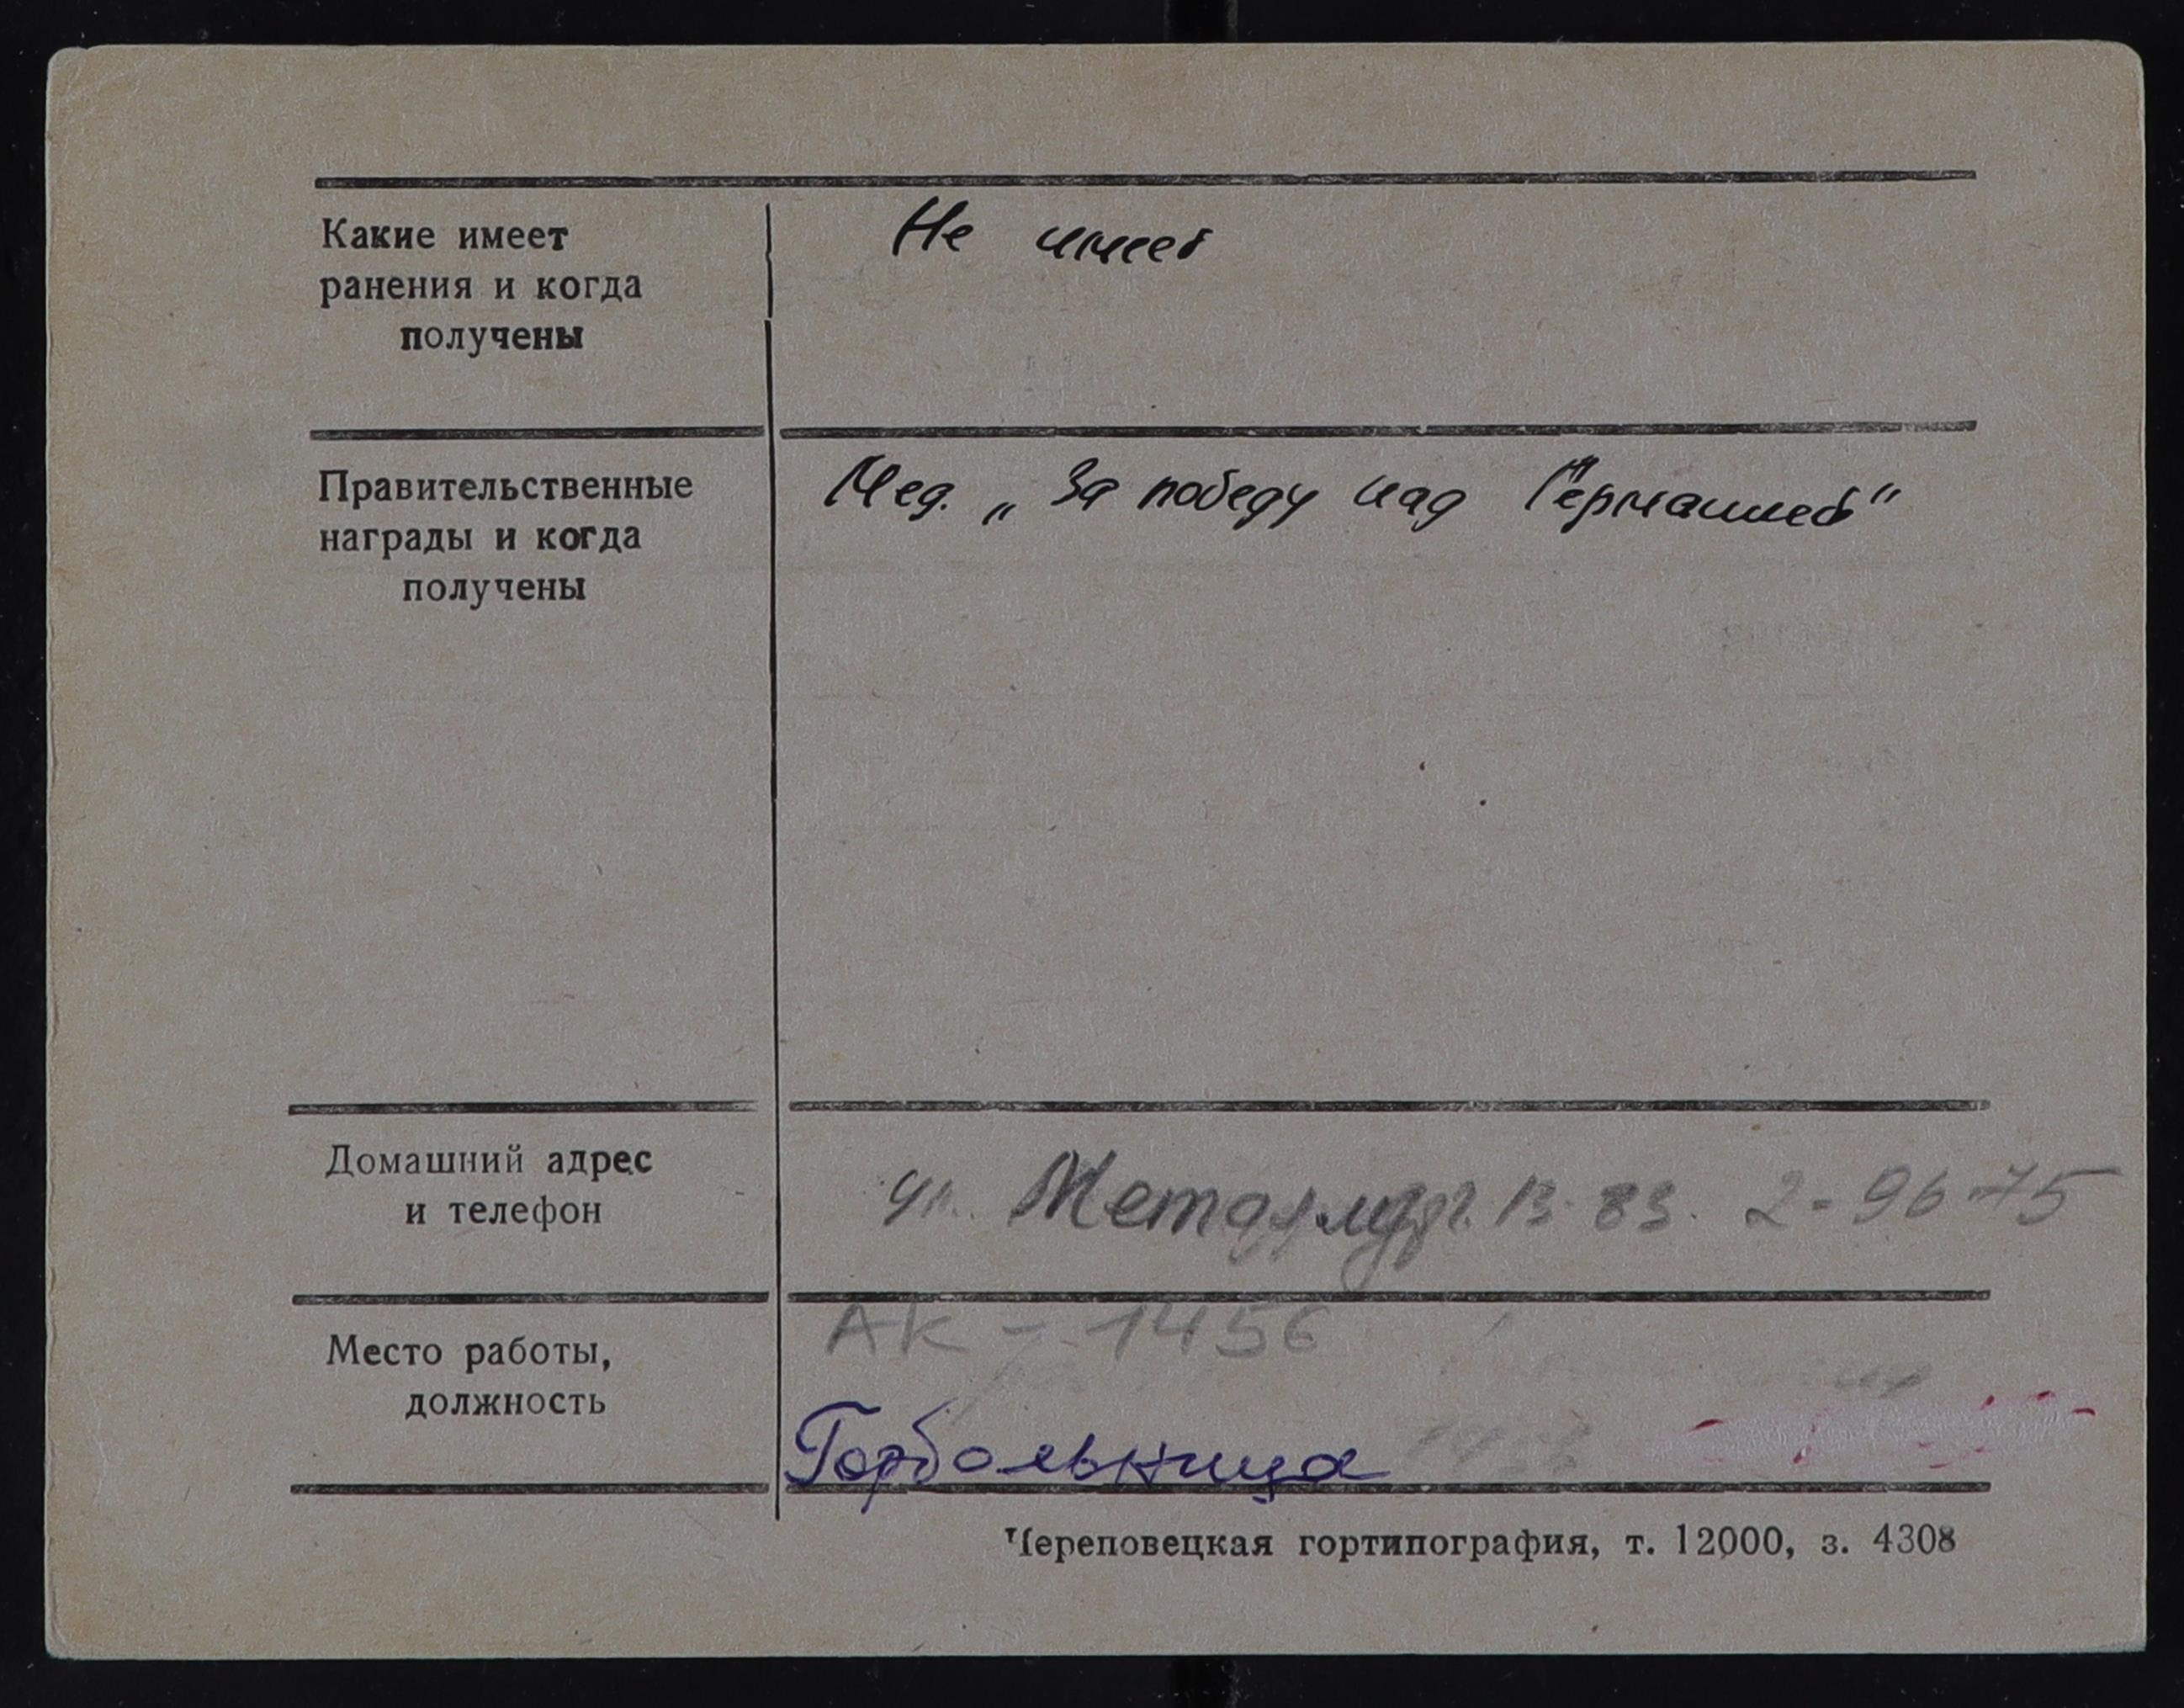 Какие имеет
ранения и когда
получены
Не имеет
Правительственные
награды и когда
получены
Мед. „За победу над Германией"
Домашний адрес
и телефон
ул. Металлург. 13-83. 2-96-75
Место работы,
должность
АК - 1456
Горбольница
Череповецкая гортипография, т. 12000, з. 4308